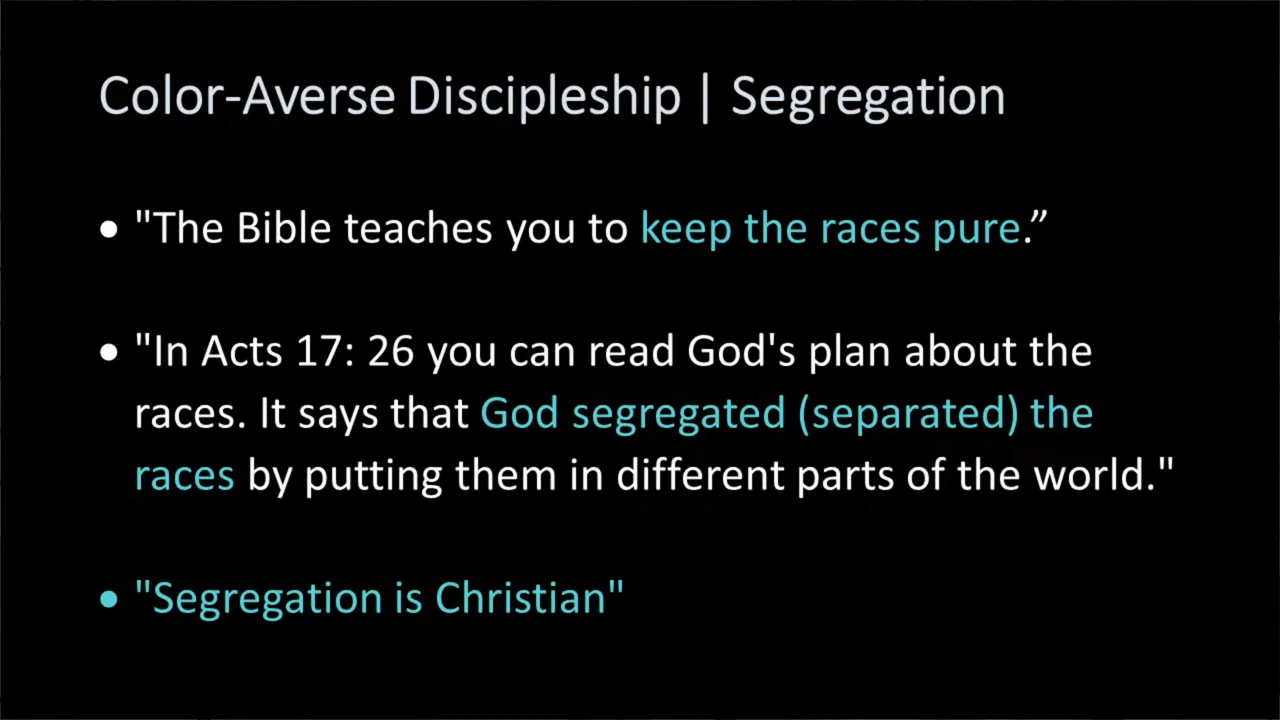 Color-Averse Discipleship | Segregation
• "The Bible teaches you to keep the races pure.”
• "In Acts 17: 26 you can read God's plan about the
races. It says that God segregated (separated) the
races by putting them in different parts of the world."
• "Segregation is Christian"